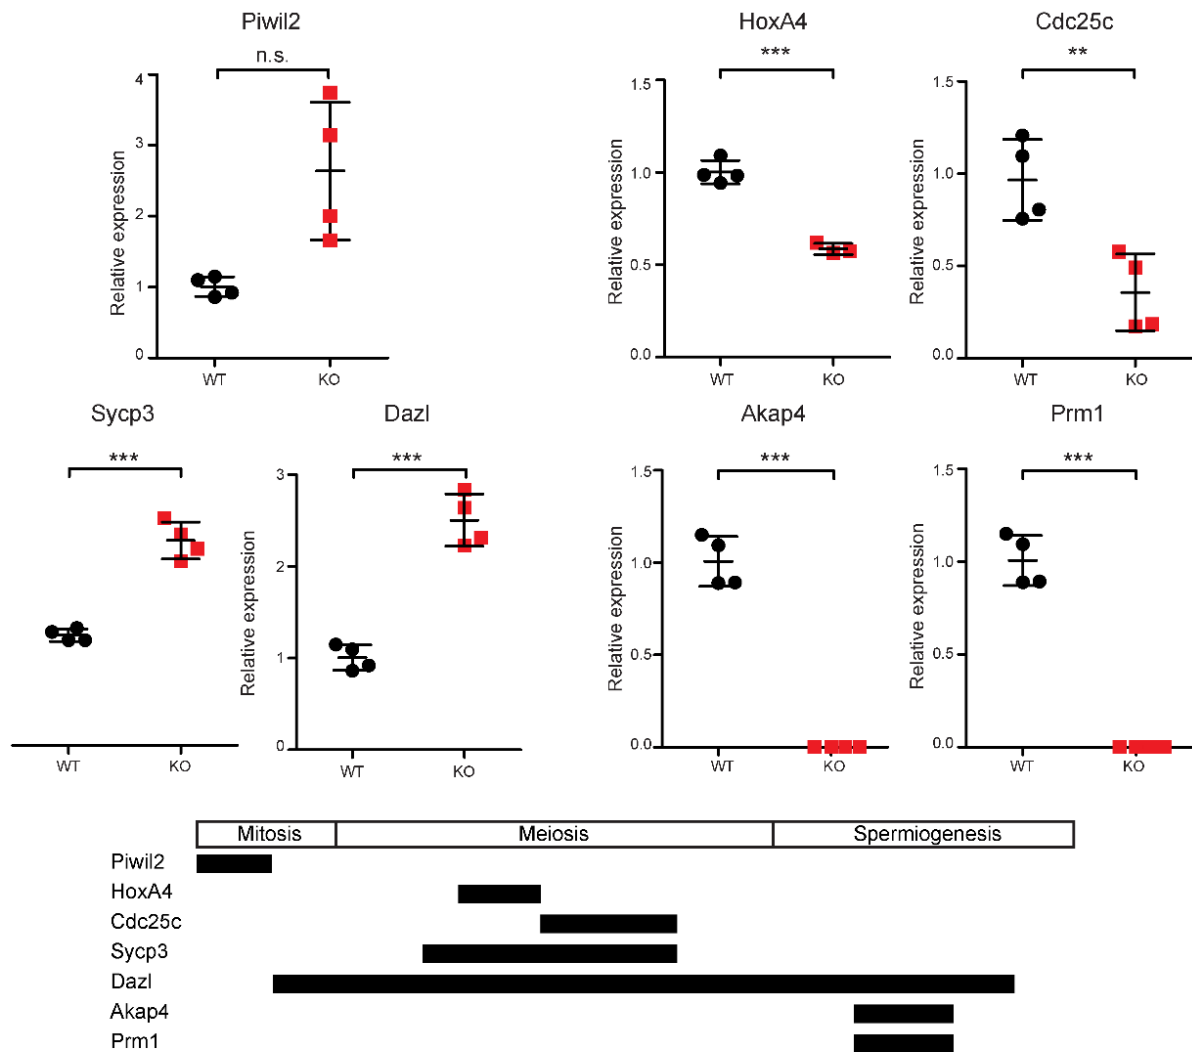 Piwil2
n.s.
Relative expression
4
3
2
1
0
WT
KO
HoxA4
***
Relative expression
1.5
1.0
0.5
0.0
WT
KO
Cdc25c
**
Relative expression
1.5
1.0
0.5
0.0
WT
KO
Sycp3
***
WT
KO
Dazl
***
Relative expression
3
2
1
0
WT
KO
Akap4
***
Relative expression
1.5
1.0
0.5
0.0
WT
KO
Prm1
***
Relative expression
1.5
1.0
0.5
0.0
WT
KO
Mitosis Meiosis Spermiogenesis
Piwil2
HoxA4
Cdc25c
Sycp3
Dazl
Akap4
Prm1